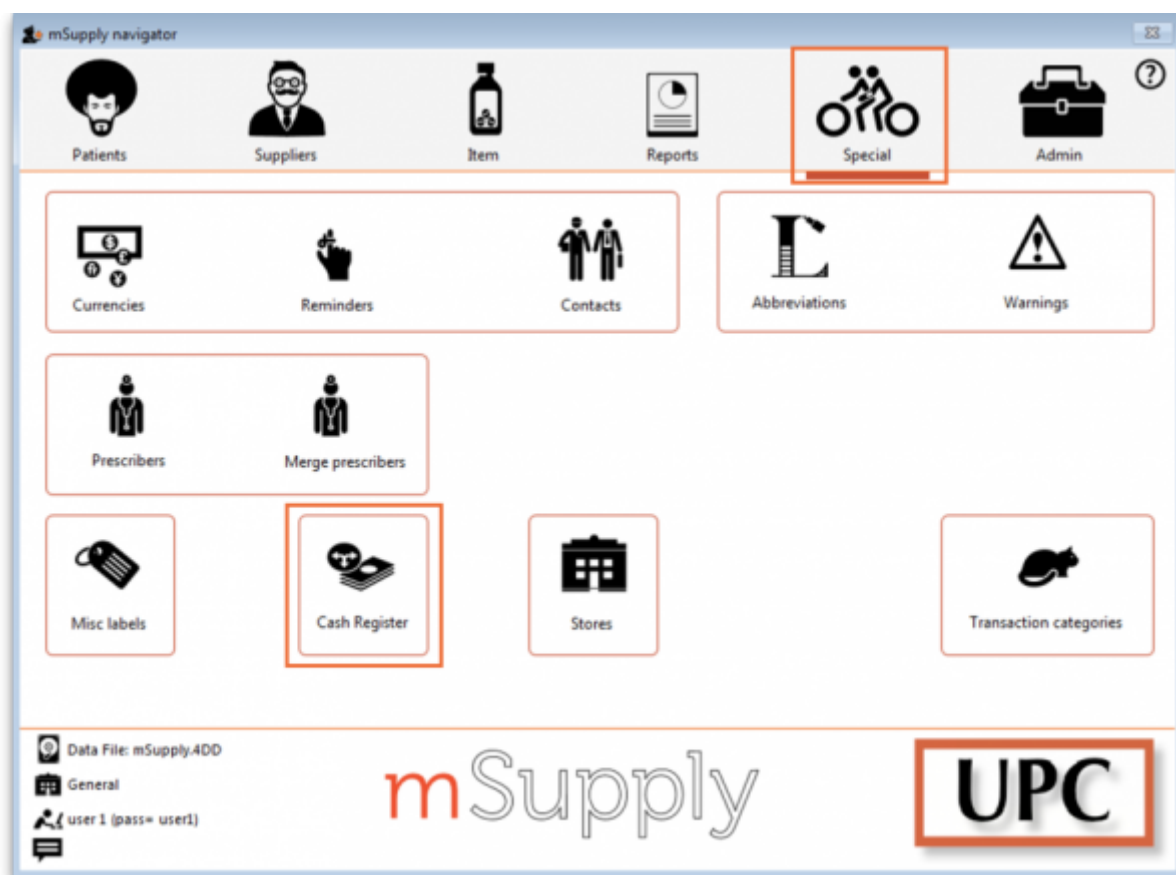 mSupply navigator
Patients
Suppliers
Item
Reports
Special
Admin
?
Currencies
Reminders
Contacts
Abbreviations
Warnings
Prescribers
Merge prescribers
Misc labels
Cash Register
Stores
Transaction categories
Data File: mSupply.4DD
General
user 1 (pass= user1)
mSupply
UPC